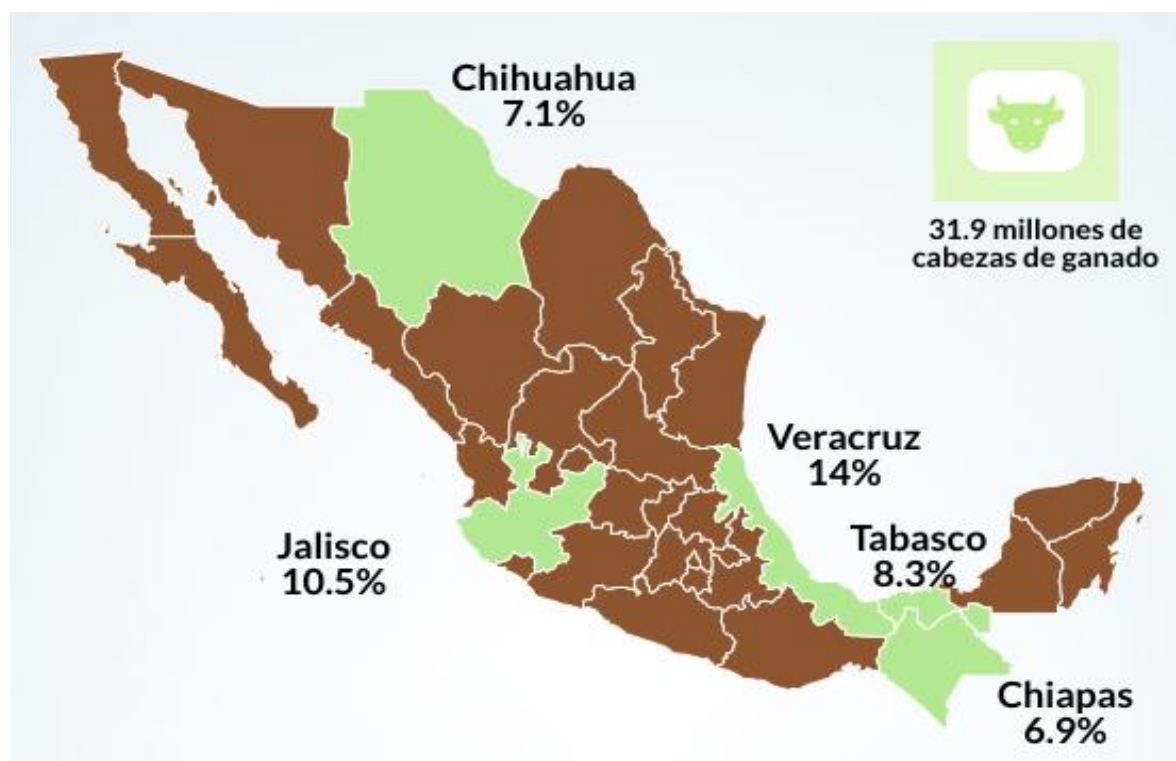 Chihuahua
7.1%
31.9 millones de
cabezas de ganado
Veracruz
14%
Jalisco
10.5%
Tabasco
8.3%
Chiapas
6.9%